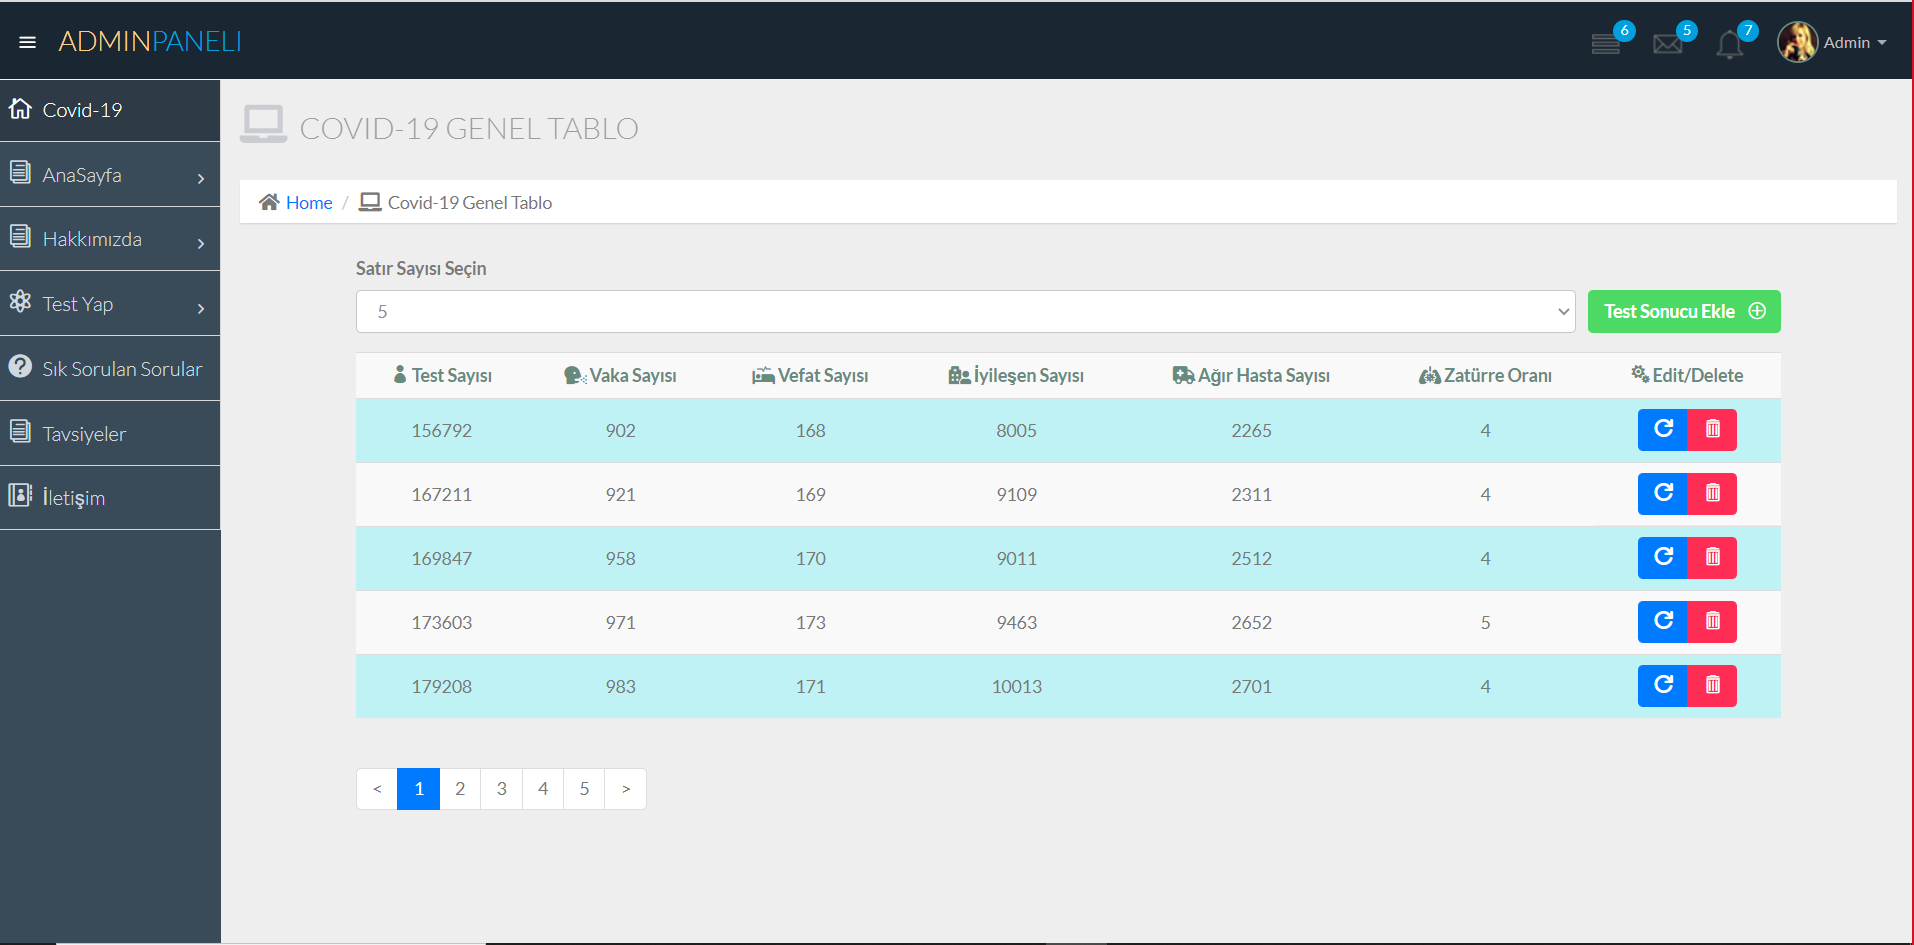 ADMINPANELI
6
5
7
Admin
Covid-19
AnaSayfa
Hakkımızda
Test Yap
Sık Sorulan Sorular
Tavsiyeler
İletişim
COVID-19 GENEL TABLO
Home / Covid-19 Genel Tablo
Satır Sayısı Seçin
5
Test Sonucu Ekle
Test Sayısı Vaka Sayısı Vefat Sayısı İyileşen Sayısı Ağır Hasta Sayısı Zatürre Oranı Edit/Delete
156792 902 168 8005 2265 4
167211 921 169 9109 2311 4
169847 958 170 9011 2512 4
173603 971 173 9463 2652 5
179208 983 171 10013 2701 4
< 1 2 3 4 5 >